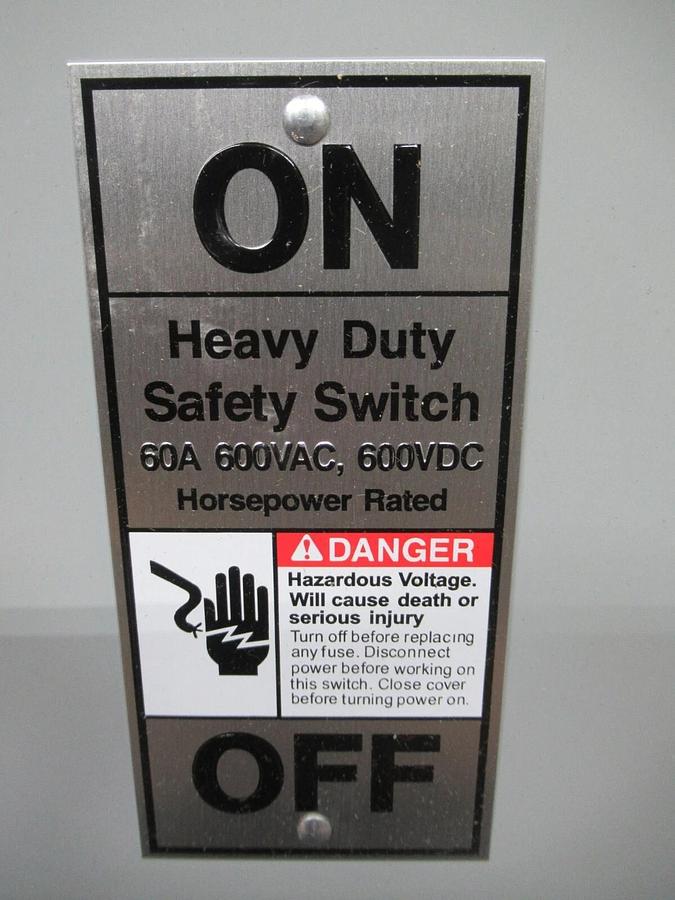 ON
Heavy Duty
Safety Switch
60A 600VAC, 600VDC
Horsepower Rated
DANGER
Hazardous Voltage.
Will cause death or
serious injury
Turn off before replacing
any fuse. Disconnect
power before working on
this switch. Close cover
before turning power on.
OFF